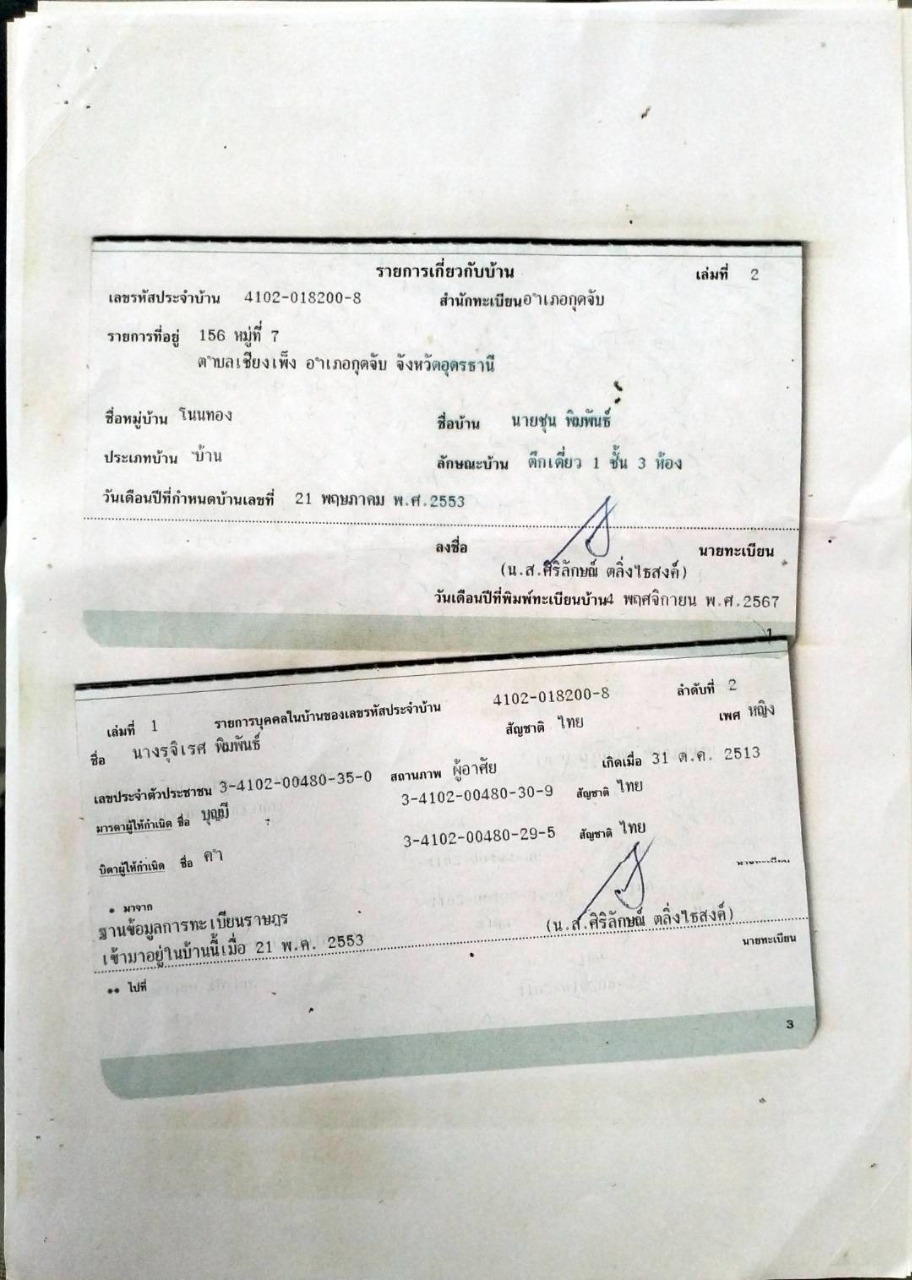 รายการเกี่ยวกับบ้าน เล่มที่ 2
เลขรหัสประจำบ้าน 4102-018200-8 สำนักทะเบียน อำเภอกุดจับ
รายการที่อยู่ 156 หมู่ที่ 7
ตำบลเชียงเพ็ง อำเภอกุดจับ จังหวัดอุดรธานี
ชื่อหมู่บ้าน โนนทอง ชื่อบ้าน นายชุน พิมพันธ์
ประเภทบ้าน บ้าน ลักษณะบ้าน ตึกเดี่ยว 1 ชั้น 3 ห้อง
วันเดือนปีที่กำหนดบ้านเลขที่ 21 พฤษภาคม พ.ศ.2553
ลงชื่อ นายทะเบียน
(น.ส.ศิริลักษณ์ ตลิ่งไธสงค์)
วันเดือนปีที่พิมพ์ทะเบียนบ้าน 4 พฤศจิกายน พ.ศ.2567
1
เล่มที่ 1 รายการบุคคลในบ้านของเลขรหัสประจำบ้าน 4102-018200-8 ลำดับที่ 2
ชื่อ นางรุจิเรศ พิมพันธ์ สัญชาติ ไทย เพศ หญิง
เลขประจำตัวประชาชน 3-4102-00480-35-0 สถานภาพ ผู้อาศัย เกิดเมื่อ 31 ต.ค. 2513
มารดาผู้ให้กำเนิด ชื่อ บุญมี 3-4102-00480-30-9 สัญชาติ ไทย
บิดาผู้ให้กำเนิด ชื่อ คำ 3-4102-00480-29-5 สัญชาติ ไทย
* มาจาก
ฐานข้อมูลการทะเบียนราษฎร
(น.ส.ศิริลักษณ์ ตลิ่งไธสงค์)
เข้ามาอยู่ในบ้านนี้เมื่อ 21 พ.ค. 2553 นายทะเบียน
** ไปที่
3